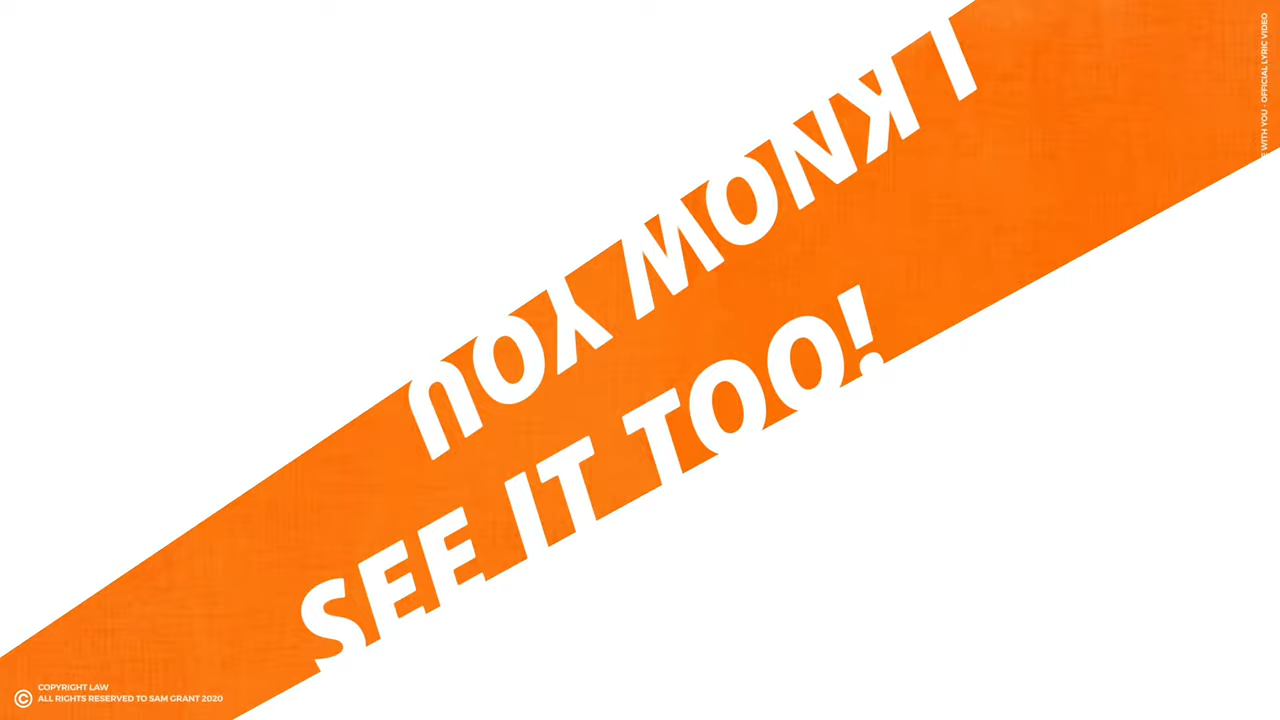 I KNOW YOU
SEE IT TOO!
WITH YOU - OFFICIAL LYRIC VIDEO
© COPYRIGHT LAW
ALL RIGHTS RESERVED TO SAM GRANT 2020